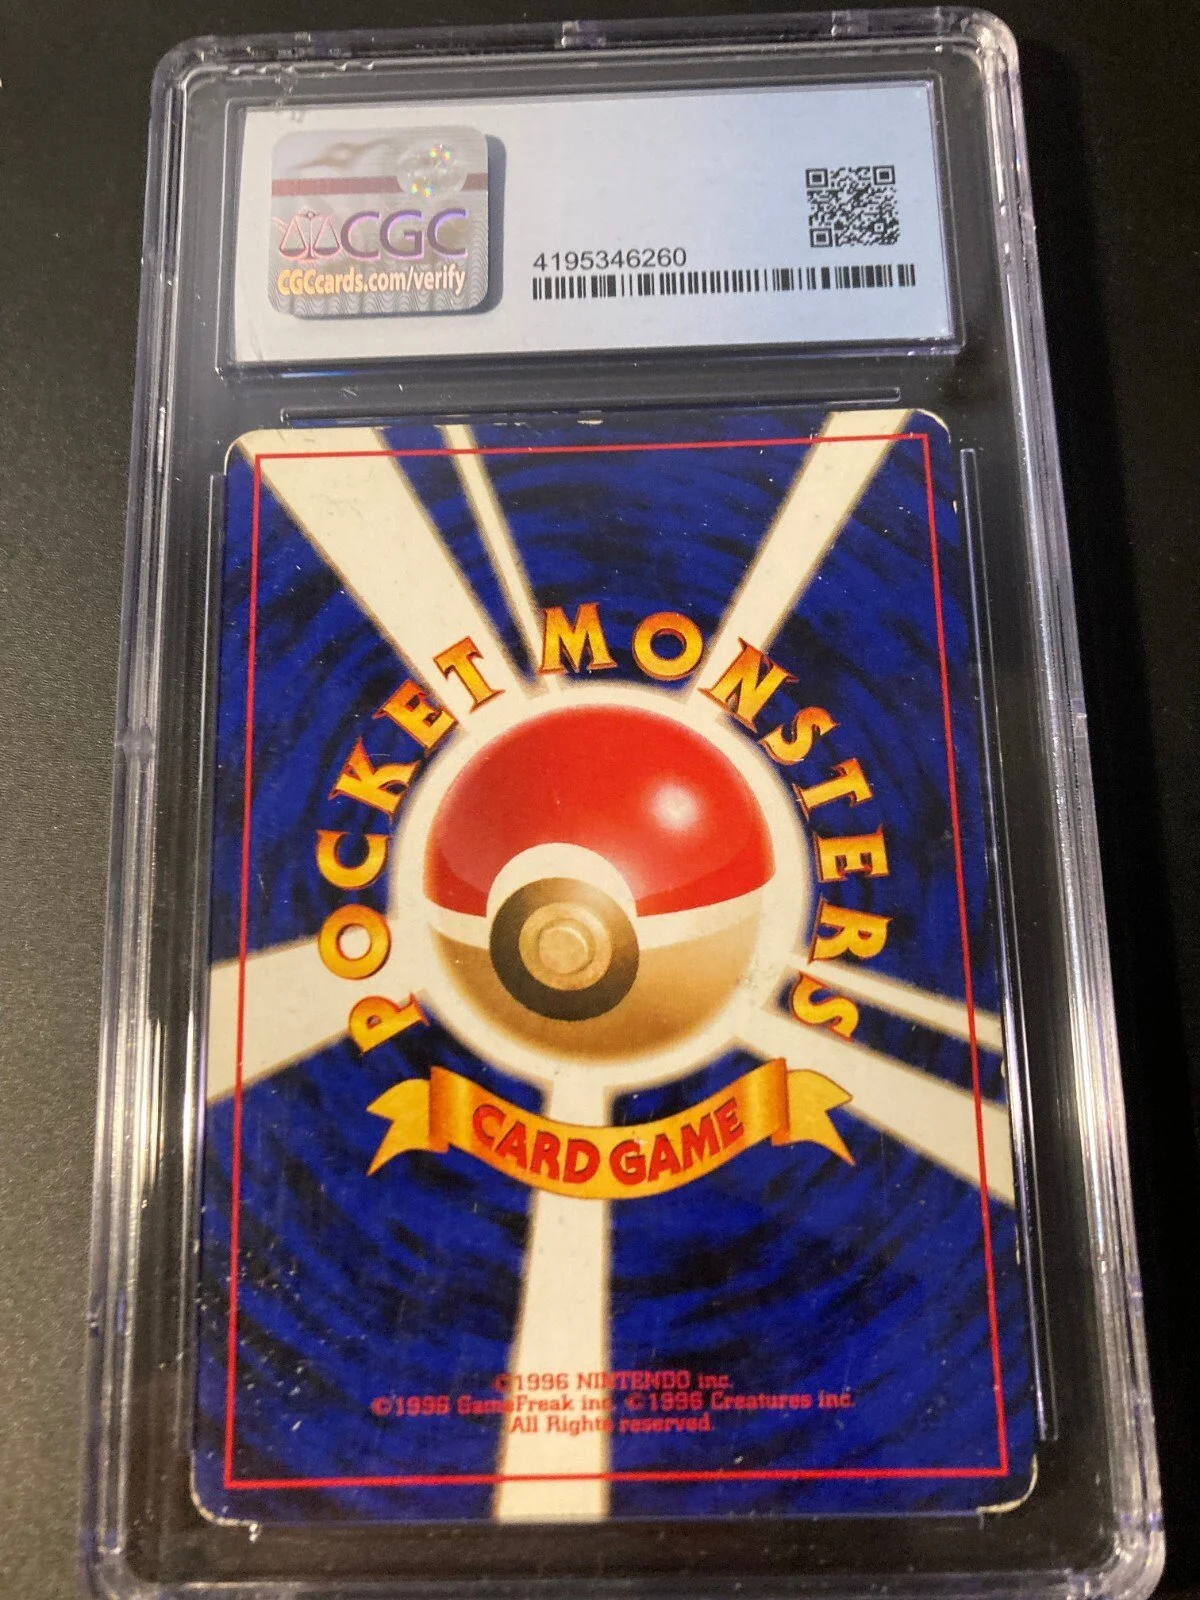 CGC
CGCcards.com/verify
4195346260
POCKET MONSTERS
CARD GAME
©1996 NINTENDO inc.
©1996 GameFreak inc. ©1996 Creatures inc.
All Rights reserved.